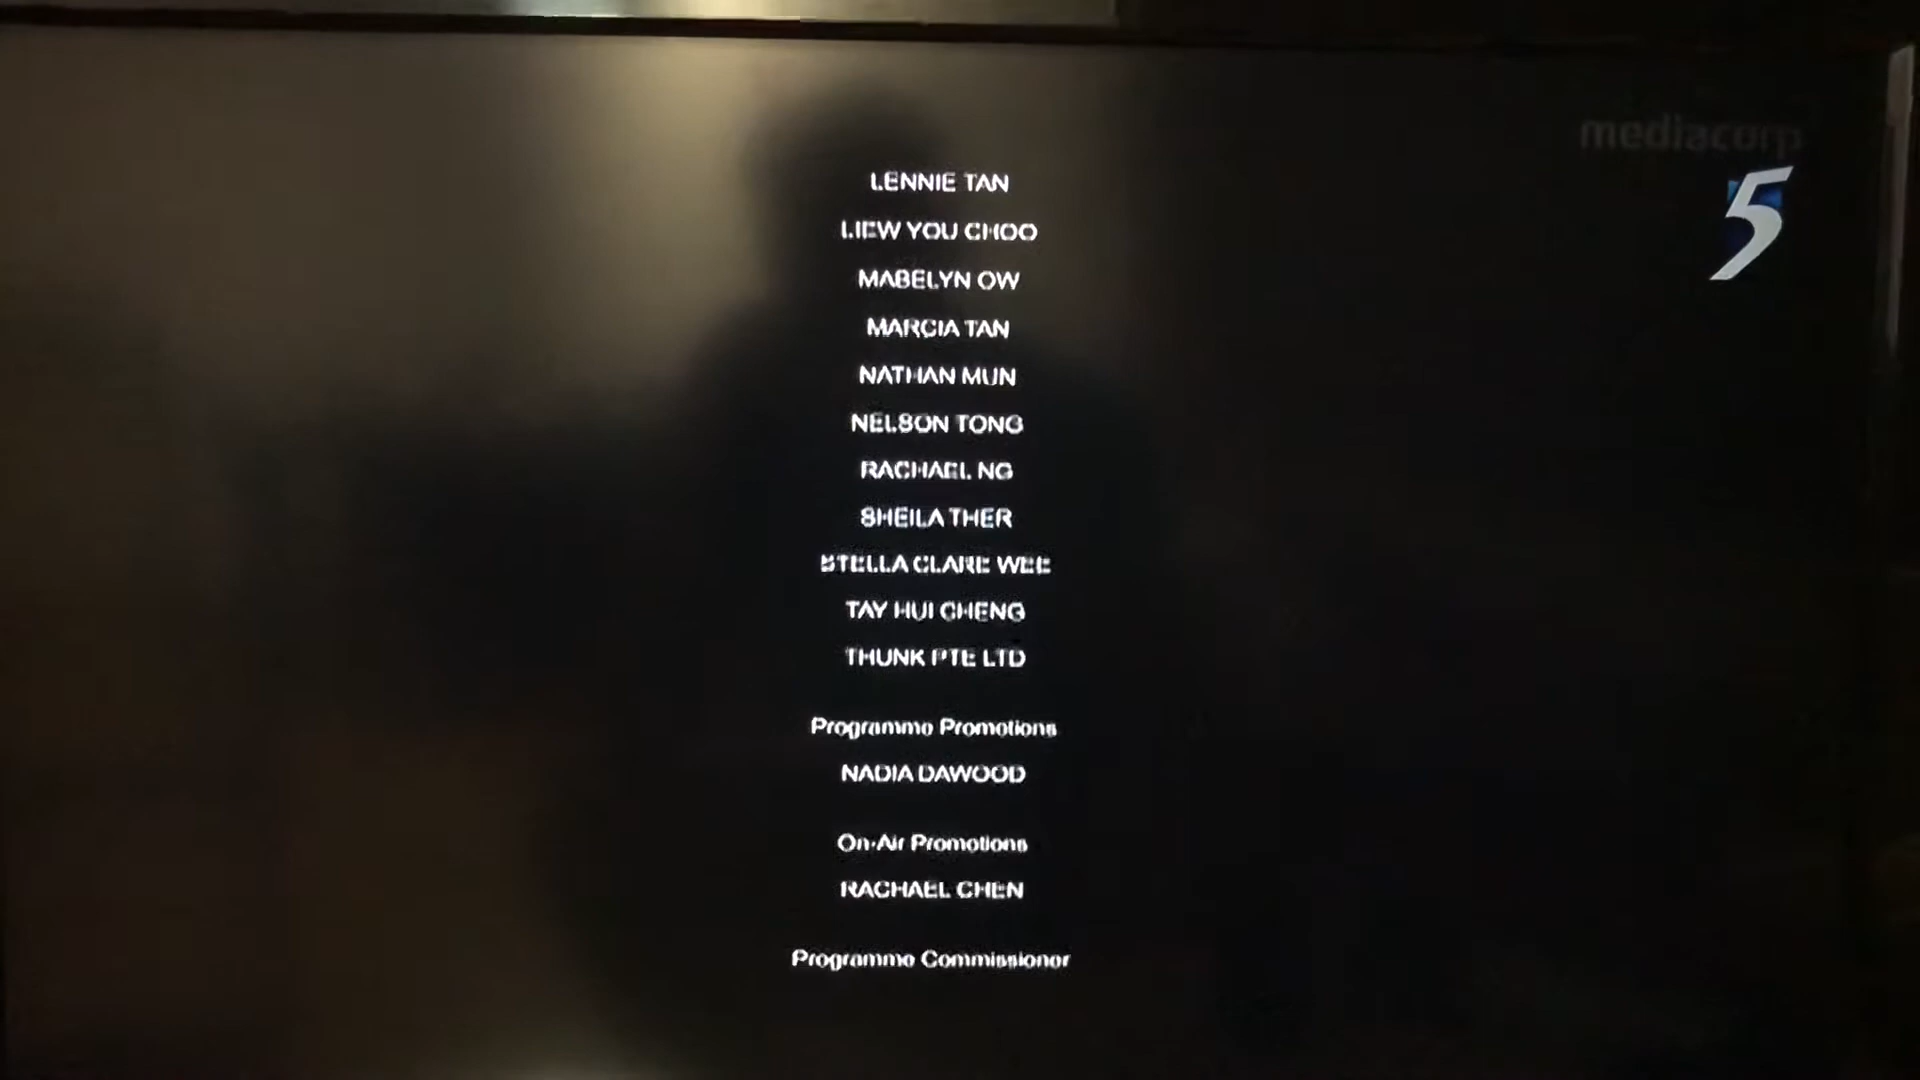 mediacorp
5
LENNIE TAN
LIEW YOU CHOO
MABELYN OW
MARCIA TAN
NATHAN MUN
NELSON TONG
RACHAEL NG
SHEILA THER
STELLA CLARE WEE
TAY HUI CHENG
THUNK PTE LTD
Programme Promotions
NADIA DAWOOD
On-Air Promotions
RACHAEL CHEN
Programme Commissioner